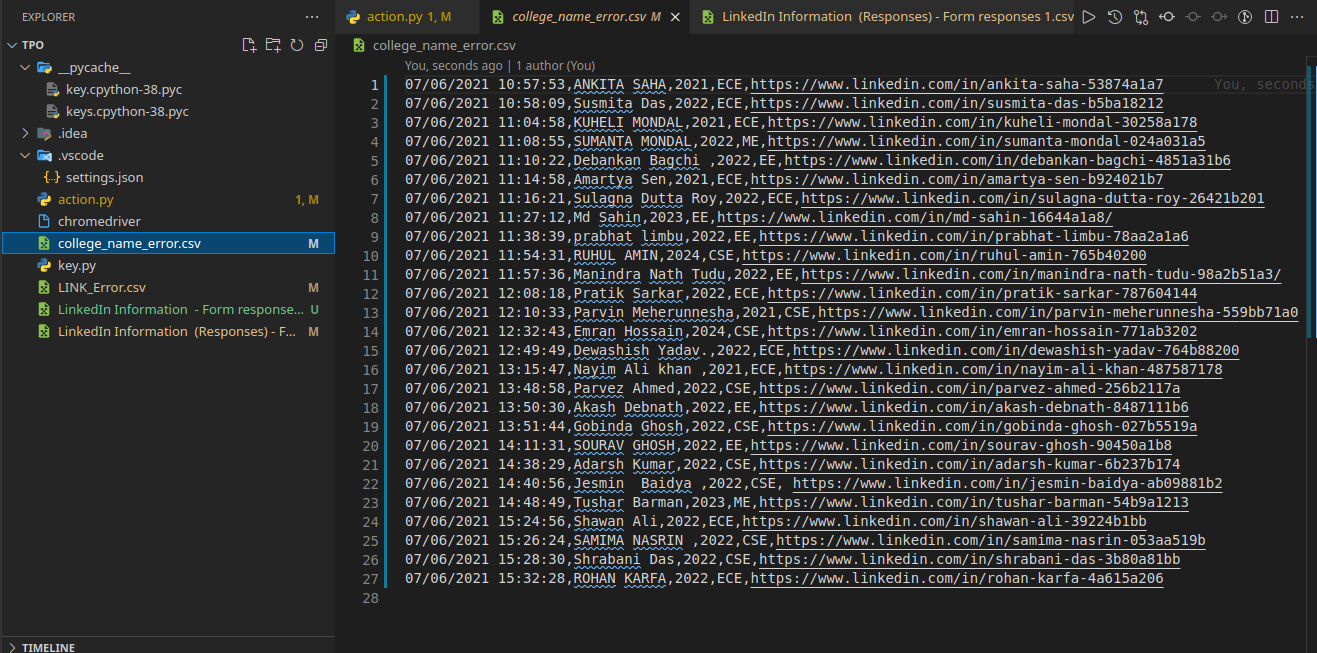 EXPLORER
TPO
__pycache__
key.cpython-38.pyc
keys.cpython-38.pyc
.idea
.vscode
settings.json
action.py 1, M
chromedriver
college_name_error.csv M
key.py
LINK_Error.csv M
LinkedIn Information - Form response... U
LinkedIn Information (Responses) - F... M
TIMELINE
action.py 1, M college_name_error.csv M LinkedIn Information (Responses) - Form responses 1.csv
college_name_error.csv
You, seconds ago | 1 author (You)
1 07/06/2021 10:57:53,ANKITA SAHA,2021,ECE,https://www.linkedin.com/in/ankita-saha-53874a1a7 You, seconds
2 07/06/2021 10:58:09,Susmita Das,2022,ECE,https://www.linkedin.com/in/susmita-das-b5ba18212
3 07/06/2021 11:04:58,KUHELI MONDAL,2021,ECE,https://www.linkedin.com/in/kuheli-mondal-30258a178
4 07/06/2021 11:08:55,SUMANTA MONDAL,2022,ME,https://www.linkedin.com/in/sumanta-mondal-024a031a5
5 07/06/2021 11:10:22,Debankan Bagchi ,2022,EE,https://www.linkedin.com/in/debankan-bagchi-4851a31b6
6 07/06/2021 11:14:58,Amartya Sen,2021,ECE,https://www.linkedin.com/in/amartya-sen-b924021b7
7 07/06/2021 11:16:21,Sulagna Dutta Roy,2022,ECE,https://www.linkedin.com/in/sulagna-dutta-roy-26421b201
8 07/06/2021 11:27:12,Md Sahin,2023,EE,https://www.linkedin.com/in/md-sahin-16644a1a8/
9 07/06/2021 11:38:39,prabhat limbu,2022,EE,https://www.linkedin.com/in/prabhat-limbu-78aa2a1a6
10 07/06/2021 11:54:31,RUHUL AMIN,2024,CSE,https://www.linkedin.com/in/ruhul-amin-765b40200
11 07/06/2021 11:57:36,Manindra Nath Tudu,2022,EE,https://www.linkedin.com/in/manindra-nath-tudu-98a2b51a3/
12 07/06/2021 12:08:18,Pratik Sarkar,2022,ECE,https://www.linkedin.com/in/pratik-sarkar-787604144
13 07/06/2021 12:10:33,Parvin Meherunnesha,2021,CSE,https://www.linkedin.com/in/parvin-meherunnesha-559bb71a0
14 07/06/2021 12:32:43,Emran Hossain,2024,CSE,https://www.linkedin.com/in/emran-hossain-771ab3202
15 07/06/2021 12:49:49,Dewashish Yadav.,2022,ECE,https://www.linkedin.com/in/dewashish-yadav-764b88200
16 07/06/2021 13:15:47,Nayim Ali khan ,2021,ECE,https://www.linkedin.com/in/nayim-ali-khan-487587178
17 07/06/2021 13:48:58,Parvez Ahmed,2022,CSE,https://www.linkedin.com/in/parvez-ahmed-256b2117a
18 07/06/2021 13:50:30,Akash Debnath,2022,EE,https://www.linkedin.com/in/akash-debnath-8487111b6
19 07/06/2021 13:51:44,Gobinda Ghosh,2022,CSE,https://www.linkedin.com/in/gobinda-ghosh-027b5519a
20 07/06/2021 14:11:31,SOURAV GHOSH,2022,EE,https://www.linkedin.com/in/sourav-ghosh-90450a1b8
21 07/06/2021 14:38:29,Adarsh Kumar,2022,CSE,https://www.linkedin.com/in/adarsh-kumar-6b237b174
22 07/06/2021 14:40:56,Jesmin  Baidya ,2022,CSE, https://www.linkedin.com/in/jesmin-baidya-ab09881b2
23 07/06/2021 14:48:49,Tushar Barman,2023,ME,https://www.linkedin.com/in/tushar-barman-54b9a1213
24 07/06/2021 15:24:56,Shawan Ali,2022,ECE,https://www.linkedin.com/in/shawan-ali-39224b1bb
25 07/06/2021 15:26:24,SAMIMA NASRIN ,2022,CSE,https://www.linkedin.com/in/samima-nasrin-053aa519b
26 07/06/2021 15:28:30,Shrabani Das,2022,CSE,https://www.linkedin.com/in/shrabani-das-3b80a81bb
27 07/06/2021 15:32:28,ROHAN KARFA,2022,ECE,https://www.linkedin.com/in/rohan-karfa-4a615a206
28